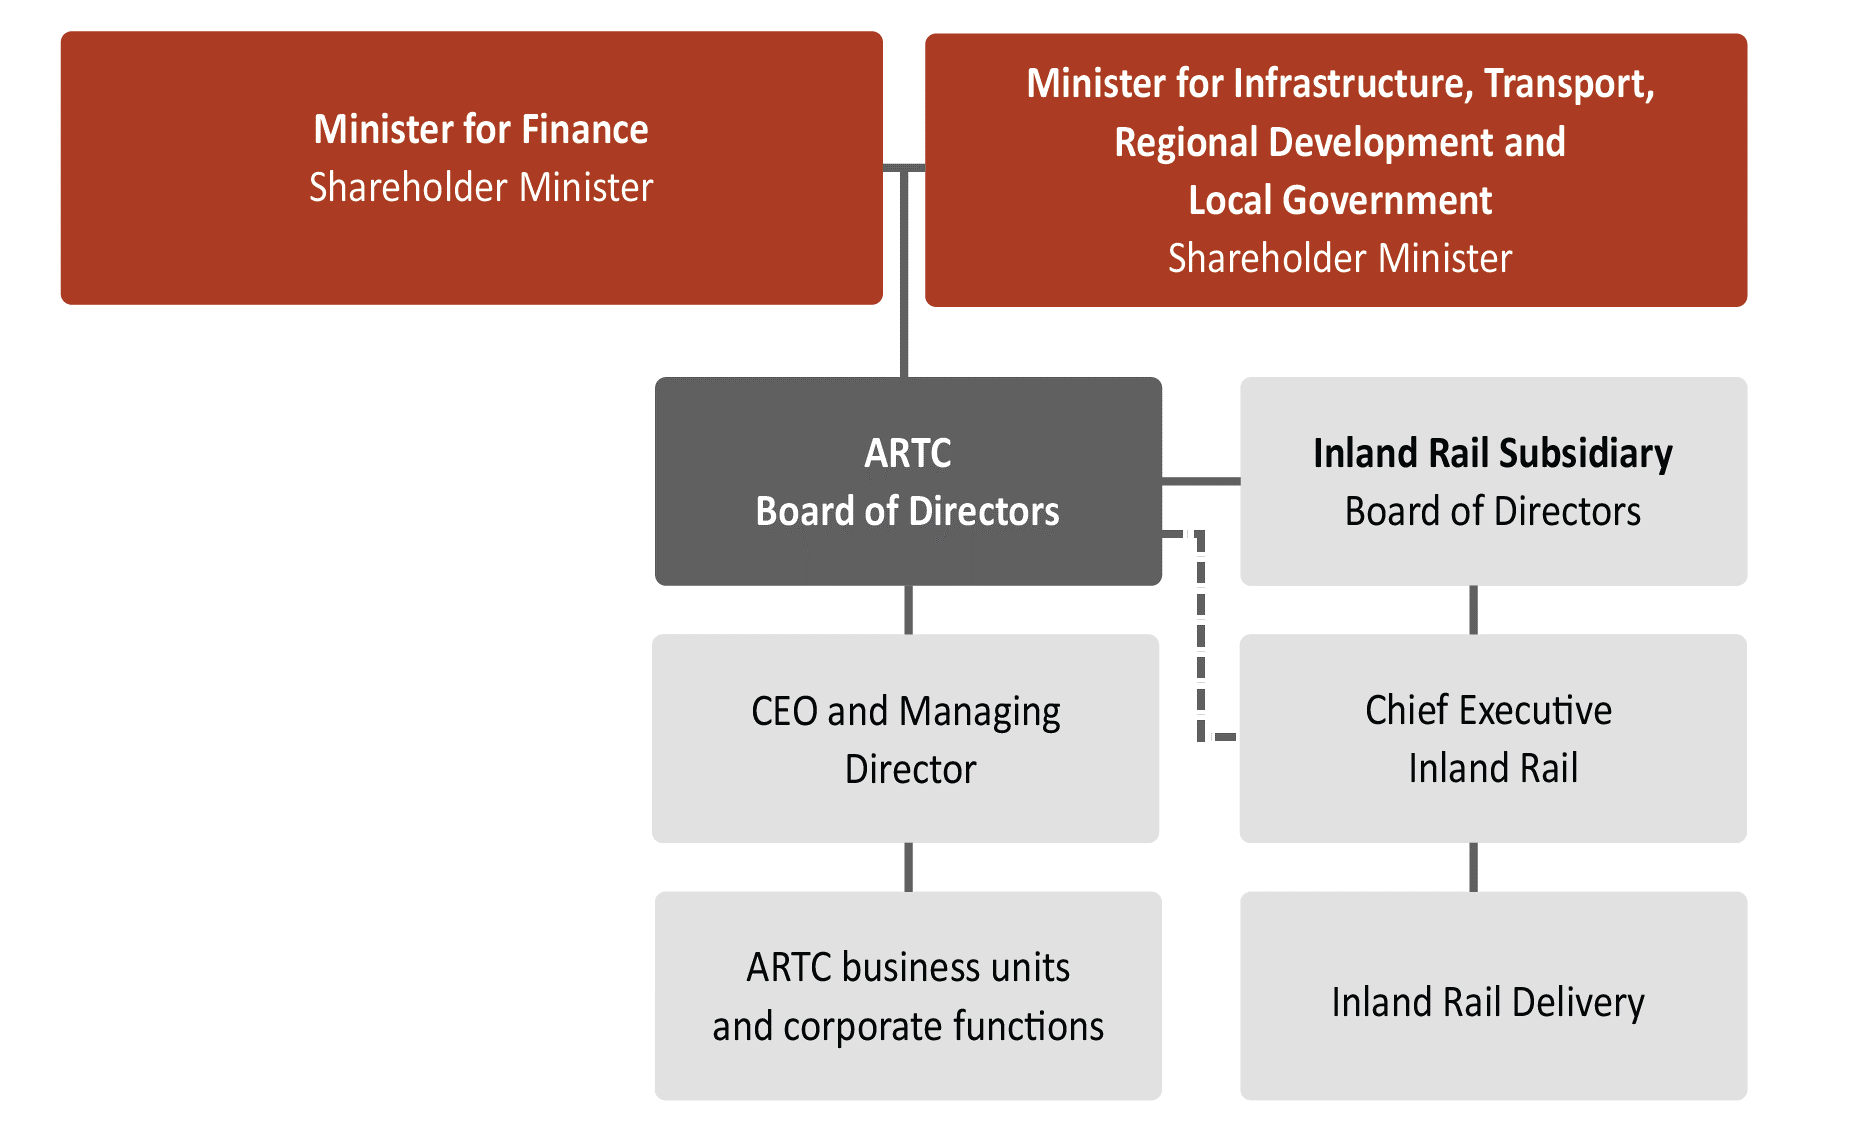 Minister for Finance
Shareholder Minister
Minister for Infrastructure, Transport,
Regional Development and
Local Government
Shareholder Minister
ARTC
Board of Directors
Inland Rail Subsidiary
Board of Directors
CEO and Managing
Director
Chief Executive
Inland Rail
ARTC business units
and corporate functions
Inland Rail Delivery